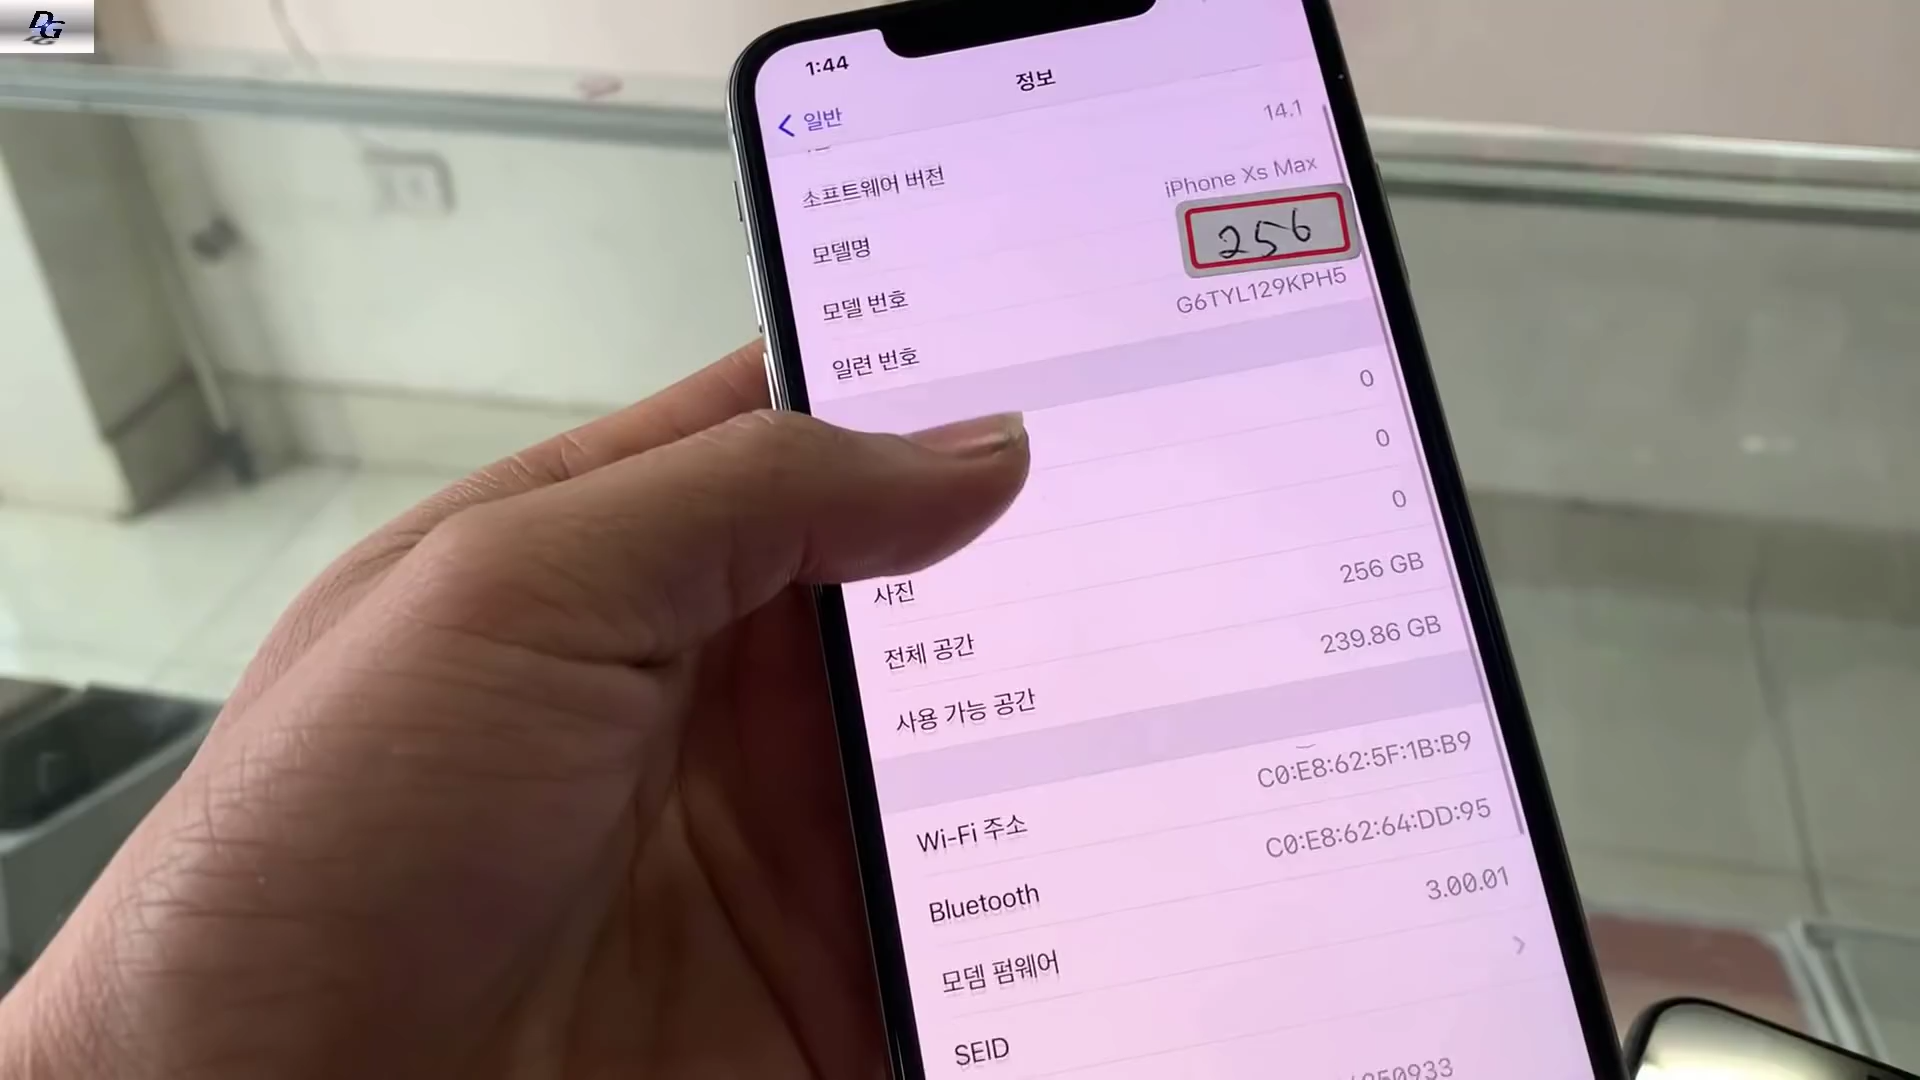 DG
1:44
정보
일반
소프트웨어 버전 14.1
모델명 iPhone Xs Max
256
모델 번호
일련 번호 G6TYL129KPH5
0
0
사진 0
전체 공간 256 GB
사용 가능 공간 239.86 GB
Wi-Fi 주소 C0:E8:62:5F:1B:B9
Bluetooth C0:E8:62:64:DD:95
모뎀 펌웨어 3.00.01
SEID